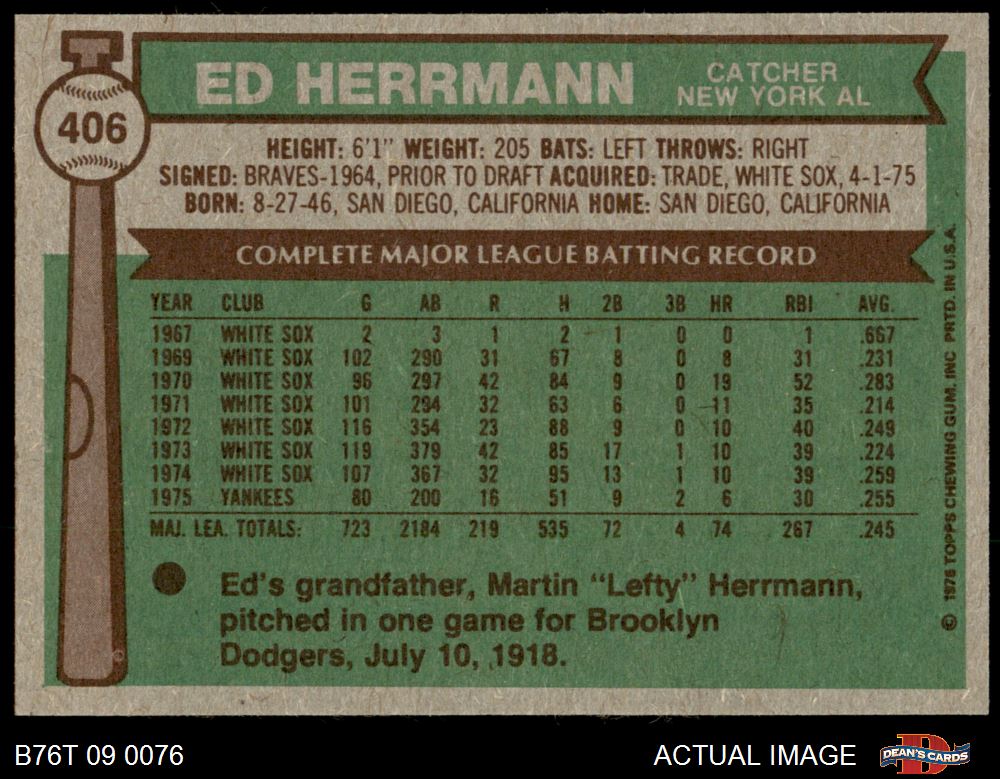 406
ED HERRMANN
CATCHER
NEW YORK AL
HEIGHT: 6'1" WEIGHT: 205 BATS: LEFT THROWS: RIGHT
SIGNED: BRAVES-1964, PRIOR TO DRAFT ACQUIRED: TRADE, WHITE SOX, 4-1-75
BORN: 8-27-46, SAN DIEGO, CALIFORNIA HOME: SAN DIEGO, CALIFORNIA
COMPLETE MAJOR LEAGUE BATTING RECORD
YEAR CLUB G AB R H 2B 3B HR RBI AVG.
1967 WHITE SOX 2 3 1 2 1 0 0 1 .667
1969 WHITE SOX 102 290 31 67 8 0 8 31 .231
1970 WHITE SOX 96 297 42 84 9 0 19 52 .283
1971 WHITE SOX 101 294 32 63 6 0 11 35 .214
1972 WHITE SOX 116 354 23 88 9 0 10 40 .249
1973 WHITE SOX 119 379 42 85 17 1 10 39 .224
1974 WHITE SOX 107 367 32 95 13 1 10 39 .259
1975 YANKEES 80 200 16 51 9 2 6 30 .255
MAJ. LEA. TOTALS: 723 2184 219 535 72 4 74 267 .245
Ed's grandfather, Martin "Lefty" Herrmann,
pitched in one game for Brooklyn
Dodgers, July 10, 1918.
© 1976 TOPPS CHEWING GUM, INC PRTD. IN U.S.A.
B76T 09 0076
ACTUAL IMAGE
DEAN'S CARDS